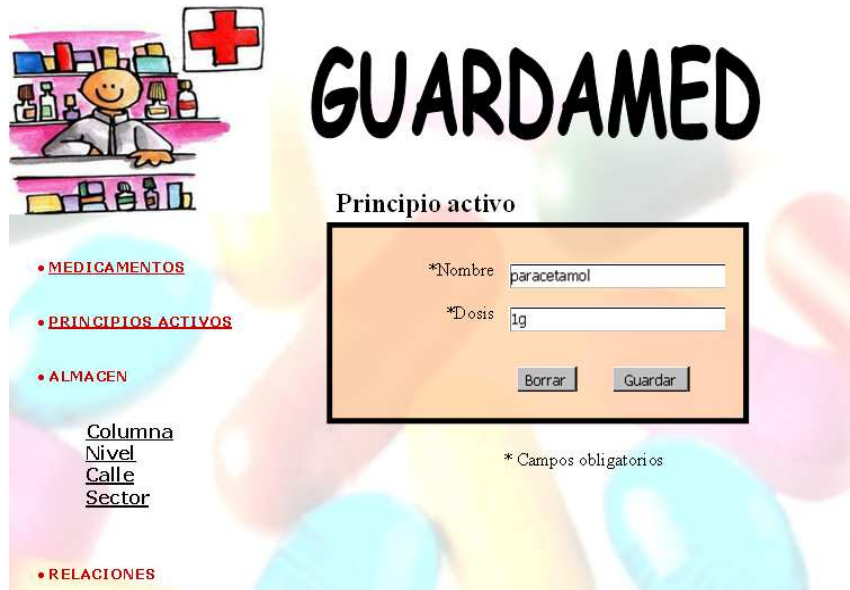 GUARDAMED
Principio activo
*Nombre paracetamol
*Dosis 1g
Borrar Guardar
* Campos obligatorios
• MEDICAMENTOS
• PRINCIPIOS ACTIVOS
• ALMACEN
Columna
Nivel
Calle
Sector
• RELACIONES